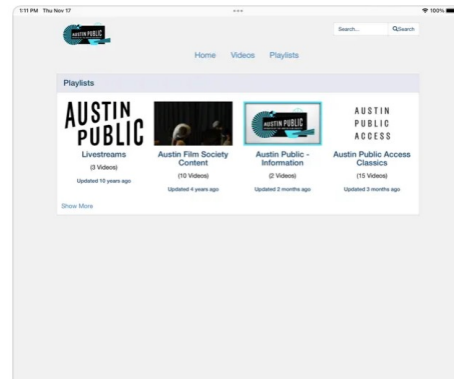 1:11 PM Thu Nov 17
100%
AUSTIN PUBLIC
Search...
Search
Home Videos Playlists
Playlists
AUSTIN
PUBLIC
Livestreams
(3 Videos)
Updated 10 years ago
Austin Film Society
Content
(10 Videos)
Updated 4 years ago
AUSTIN PUBLIC
Austin Public -
Information
(2 Videos)
Updated 2 months ago
AUSTIN
PUBLIC
ACCESS
Austin Public Access
Classics
(15 Videos)
Updated 3 months ago
Show More